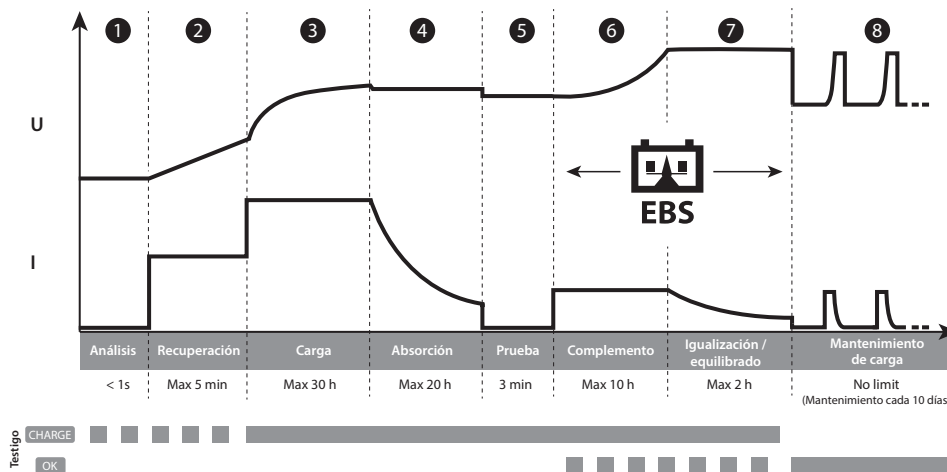 1 2 3 4 5 6 7 8
U
EBS
I
Análisis Recuperación Carga Absorción Prueba Complemento Igualización / equilibrado Mantenimiento de carga
< 1s Max 5 min Max 30 h Max 20 h 3 min Max 10 h Max 2 h No limit
(Mantenimiento cada 10 días
Testigo
CHARGE
OK